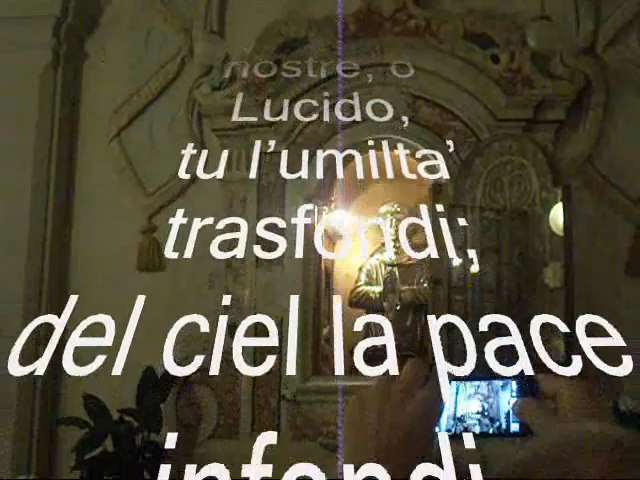 nostre, o
Lucido,
tu l'umilta'
trasfondi;
del ciel la pace
infondi